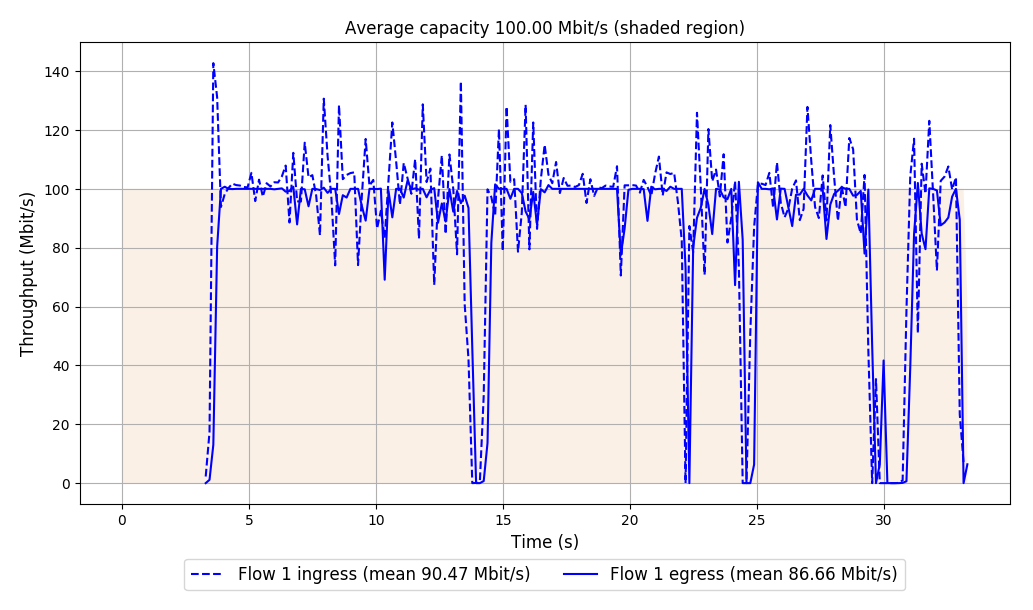 Average capacity 100.00 Mbit/s (shaded region)
Throughput (Mbit/s)
140
120
100
80
60
40
20
0
0 5 10 15 20 25 30
Time (s)
Flow 1 ingress (mean 90.47 Mbit/s) Flow 1 egress (mean 86.66 Mbit/s)